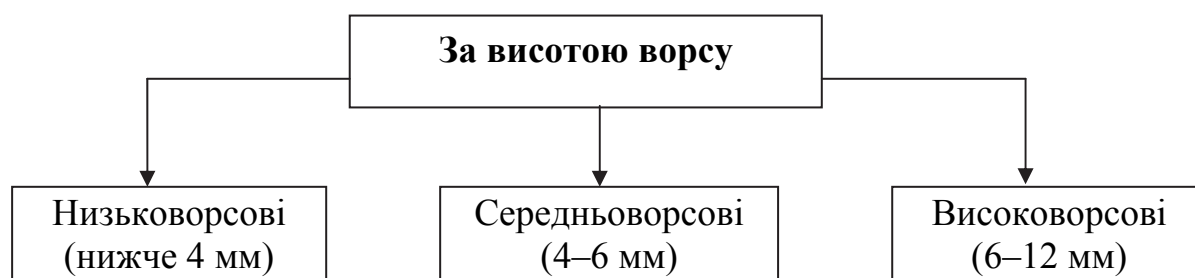 За висотою ворсу
Низьковорсові
(нижче 4 мм)
Середньоворсові
(4–6 мм)
Високоворсові
(6–12 мм)